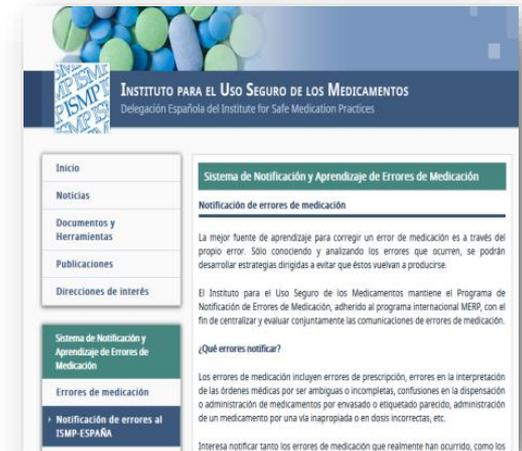 ISMP
INSTITUTO PARA EL USO SEGURO DE LOS MEDICAMENTOS
Delegación Española del Institute for Safe Medication Practices
Inicio
Noticias
Documentos y
Herramientas
Publicaciones
Direcciones de interés
Sistema de Notificación y
Aprendizaje de Errores de
Medicación
Errores de medicación
Notificación de errores al
ISMP-ESPAÑA
Sistema de Notificación y Aprendizaje de Errores de Medicación
Notificación de errores de medicación
La mejor fuente de aprendizaje para corregir un error de medicación es a través del
propio error. Sólo conociendo y analizando los errores que ocurren, se podrán
desarrollar estrategias dirigidas a evitar que éstos vuelvan a producirse.
El Instituto para el Uso Seguro de los Medicamentos mantiene el Programa de
Notificación de Errores de Medicación, adherido al programa internacional MERP, con el
fin de centralizar y evaluar conjuntamente las comunicaciones de errores de medicación.
¿Qué errores notificar?
Los errores de medicación incluyen errores de prescripción, errores en la interpretación
de las órdenes médicas por ser ambiguas o incompletas, confusiones en la dispensación
o administración de medicamentos por envasado o etiquetado parecido, administración
de un medicamento por una vía inapropiada o en dosis incorrectas, etc.
Interesa notificar tanto los errores de medicación que realmente han ocurrido, como los